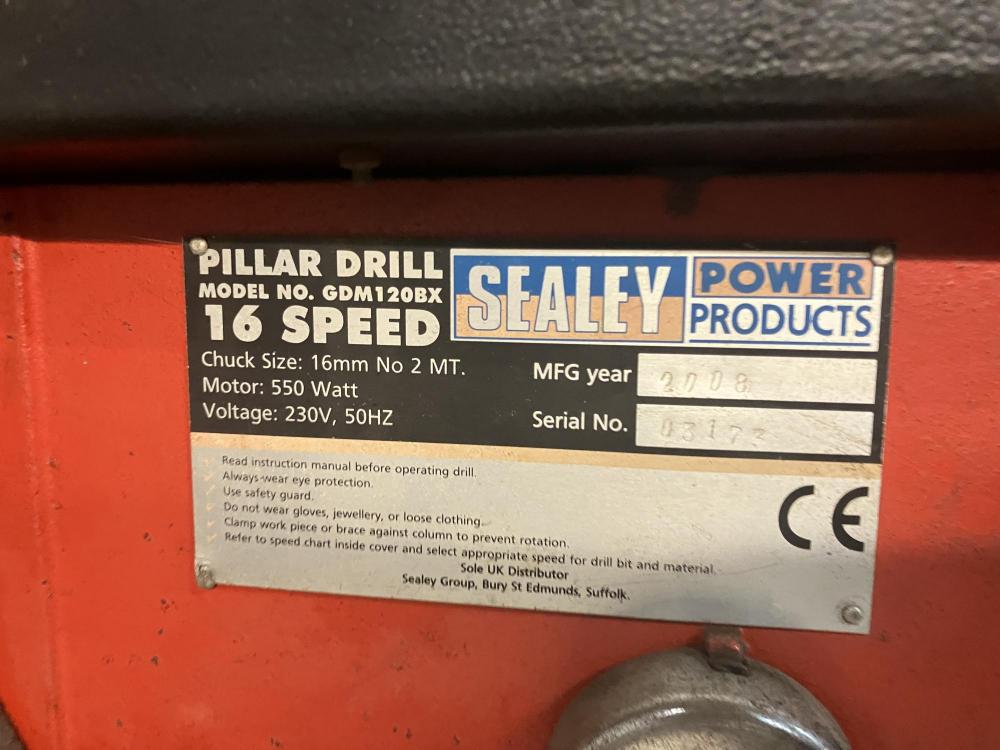 PILLAR DRILL
MODEL NO. GDM120BX
16 SPEED
SEALEY
POWER
PRODUCTS
Chuck Size: 16mm No 2 MT.
Motor: 550 Watt
Voltage: 230V, 50HZ
MFG year 2008
Serial No. 03173
Read instruction manual before operating drill.
Always wear eye protection.
Use safety guard.
Do not wear gloves, jewellery, or loose clothing.
Clamp work piece or brace against column to prevent rotation.
Refer to speed chart inside cover and select appropriate speed for drill bit and material.
Sole UK Distributor
Sealey Group, Bury St Edmunds, Suffolk.
CE